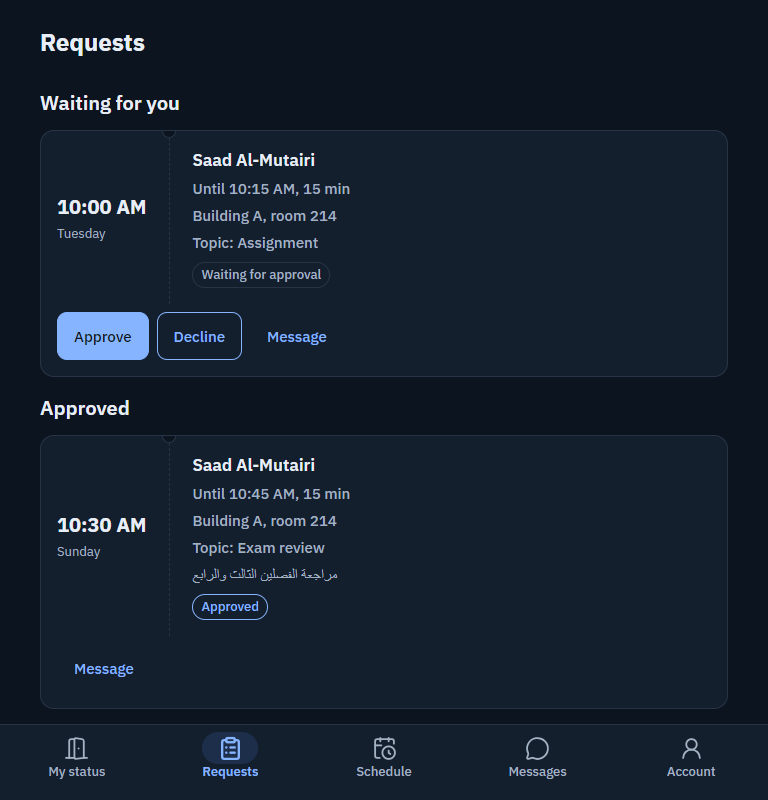 Requests
Waiting for you
10:00 AM
Tuesday
Saad Al-Mutairi
Until 10:15 AM, 15 min
Building A, room 214
Topic: Assignment
Waiting for approval
Approve
Decline
Message
Approved
10:30 AM
Sunday
Saad Al-Mutairi
Until 10:45 AM, 15 min
Building A, room 214
Topic: Exam review
مراجعة الفصلين الثالث والرابع
Approved
Message
My status
Requests
Schedule
Messages
Account